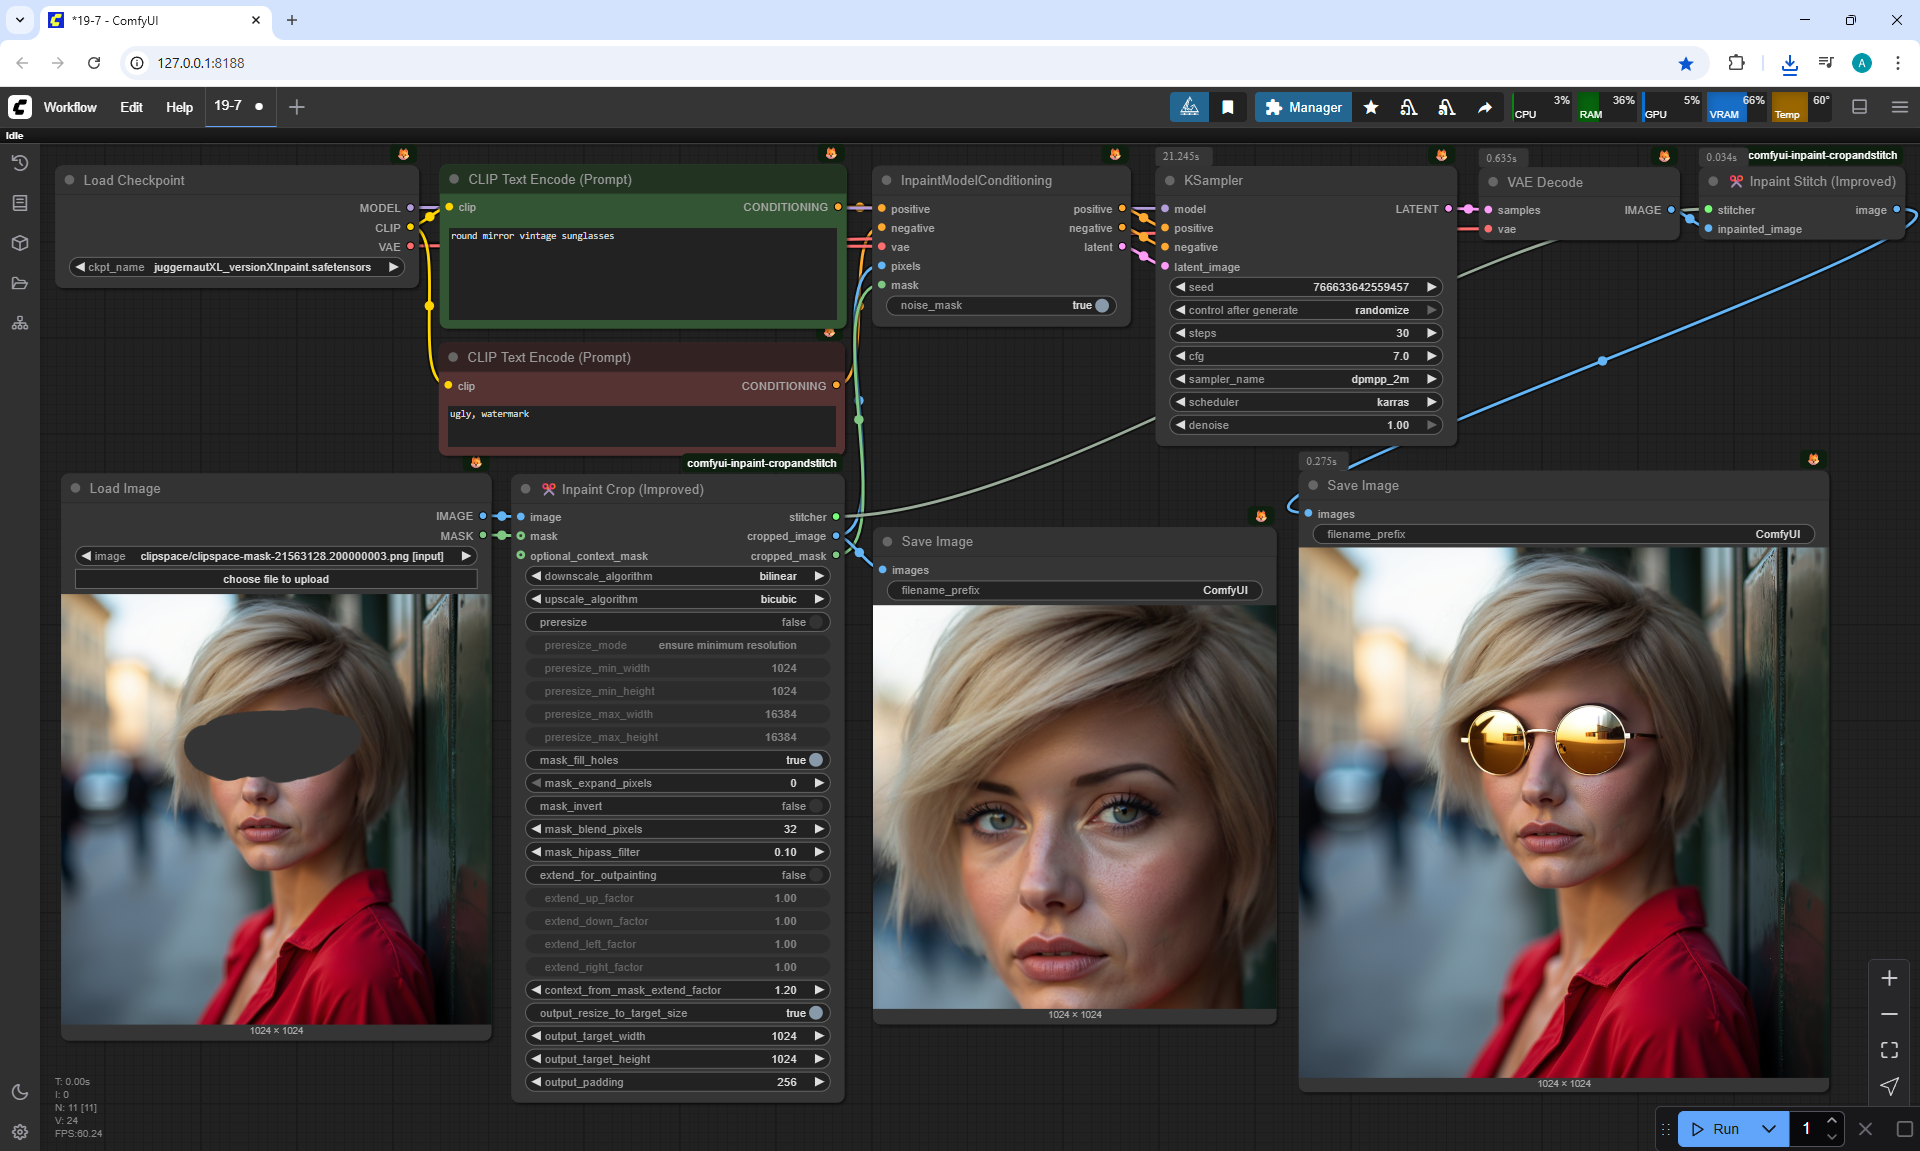 *19-7 - ComfyUI
127.0.0.1:8188
A
Workflow Edit Help 19-7
Manager
CPU 3% RAM 36% GPU 5% VRAM 66% Temp 60°
Idle
Load Checkpoint
MODEL
CLIP
VAE
ckpt_name juggernautXL_versionXInpaint.safetensors
CLIP Text Encode (Prompt)
clip CONDITIONING
round mirror vintage sunglasses
CLIP Text Encode (Prompt)
clip CONDITIONING
ugly, watermark
InpaintModelConditioning
positive positive
negative negative
vae latent
pixels
mask
noise_mask true
21.245s
KSampler
model LATENT
positive
negative
latent_image
seed 766633642559457
control after generate randomize
steps 30
cfg 7.0
sampler_name dpmpp_2m
scheduler karras
denoise 1.00
0.635s
VAE Decode
samples IMAGE
vae
0.034s comfyui-inpaint-cropandstitch
Inpaint Stitch (Improved)
stitcher image
inpainted_image
Load Image
IMAGE
MASK
image clipspace/clipspace-mask-21563128.200000003.png [input]
choose file to upload
1024 × 1024
comfyui-inpaint-cropandstitch
Inpaint Crop (Improved)
image stitcher
mask cropped_image
optional_context_mask cropped_mask
downscale_algorithm bilinear
upscale_algorithm bicubic
preresize false
preresize_mode ensure minimum resolution
preresize_min_width 1024
preresize_min_height 1024
preresize_max_width 16384
preresize_max_height 16384
mask_fill_holes true
mask_expand_pixels 0
mask_invert false
mask_blend_pixels 32
mask_hipass_filter 0.10
extend_for_outpainting false
extend_up_factor 1.00
extend_down_factor 1.00
extend_left_factor 1.00
extend_right_factor 1.00
context_from_mask_extend_factor 1.20
output_resize_to_target_size true
output_target_width 1024
output_target_height 1024
output_padding 256
Save Image
images
filename_prefix ComfyUI
1024 × 1024
0.275s
Save Image
images
filename_prefix ComfyUI
1024 × 1024
T: 0.00s
I: 0
N: 11 [11]
V: 24
FPS:60.24
Run 1